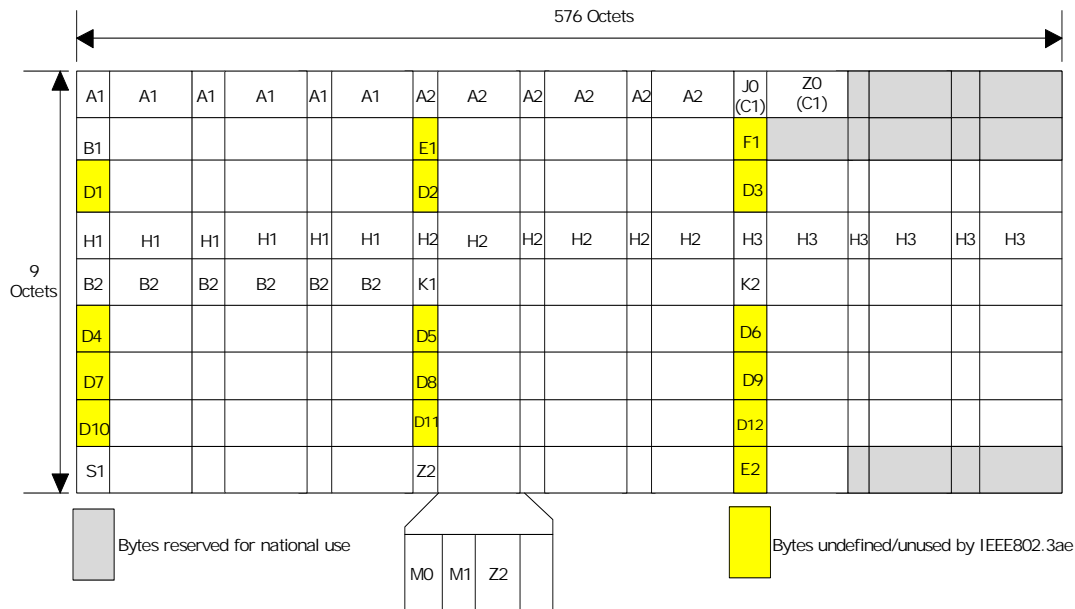 576 Octets
A1 A1 A1 A1 A1 A1 A2 A2 A2 A2 A2 A2 J0 Z0
(C1) (C1)
B1 E1 F1
D1 D2 D3
H1 H1 H1 H1 H1 H1 H2 H2 H2 H2 H2 H2 H3 H3 H3 H3 H3 H3
9
Octets
B2 B2 B2 B2 B2 B2 K1 K2
D4 D5 D6
D7 D8 D9
D10 D11 D12
S1 Z2 E2
Bytes reserved for national use
Bytes undefined/unused by IEEE802.3ae
M0 M1 Z2